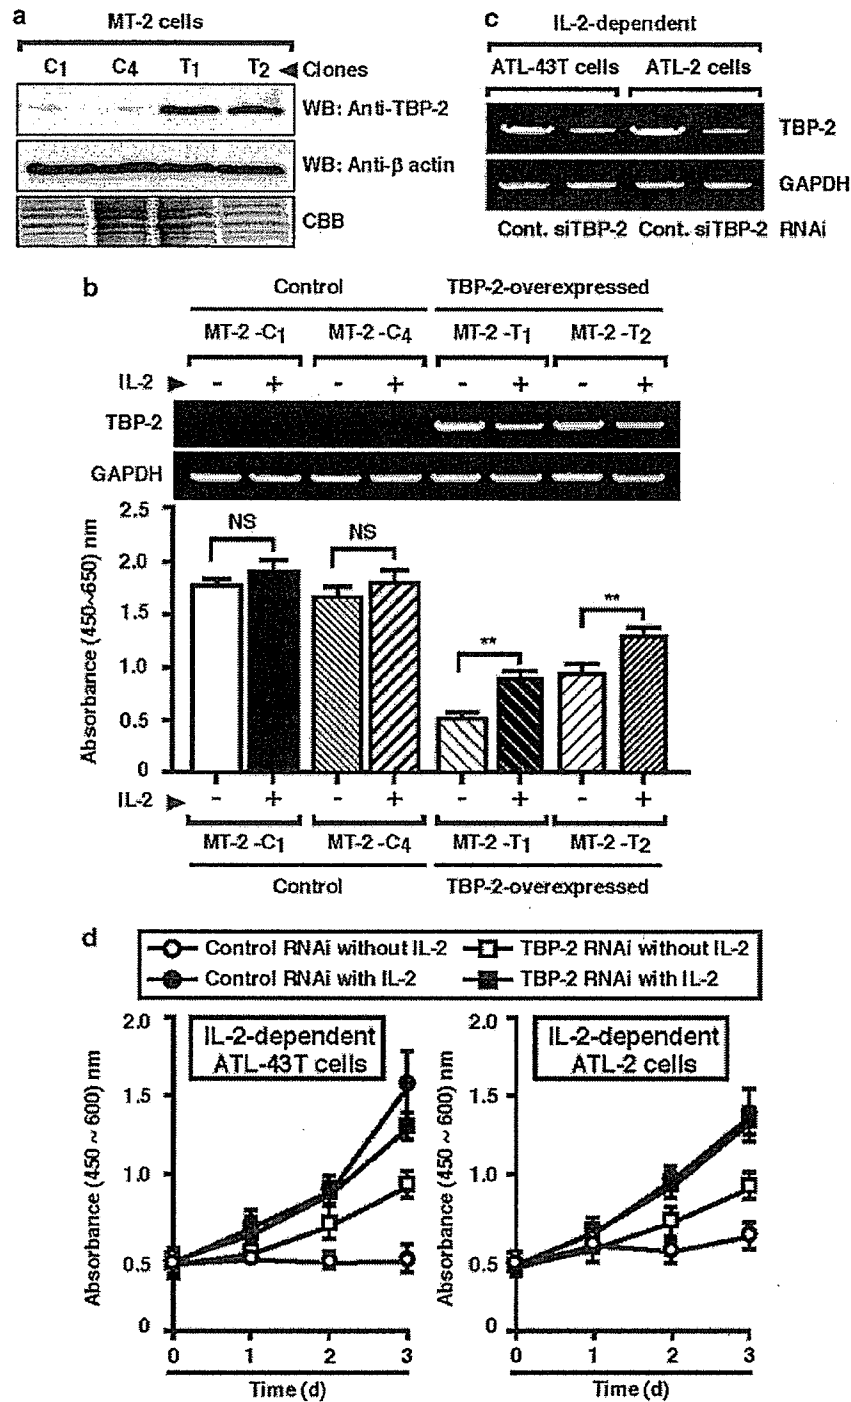 a
MT-2 cells
C1 C4 T1 T2 Clones
WB: Anti-TBP-2
WB: Anti-β actin
CBB
c
IL-2-dependent
ATL-43T cells ATL-2 cells
TBP-2
GAPDH
Cont. siTBP-2 Cont. siTBP-2 RNAi
b
Control TBP-2-overexpressed
MT-2 -C1 MT-2 -C4 MT-2 -T1 MT-2 -T2
IL-2 - + - + - + - +
TBP-2
GAPDH
Absorbance (450~650) nm
2.5
2.0
1.5
1.0
0.5
0
NS NS ** **
IL-2 - + - + - + - +
MT-2 -C1 MT-2 -C4 MT-2 -T1 MT-2 -T2
Control TBP-2-overexpressed
d
Control RNAi without IL-2 TBP-2 RNAi without IL-2
Control RNAi with IL-2 TBP-2 RNAi with IL-2
IL-2-dependent
ATL-43T cells
Absorbance (450 ~ 600) nm
2.0
1.5
1.0
0.5
0
0 1 2 3
Time (d)
IL-2-dependent
ATL-2 cells
Absorbance (450 ~ 600) nm
2.0
1.5
1.0
0.5
0
0 1 2 3
Time (d)